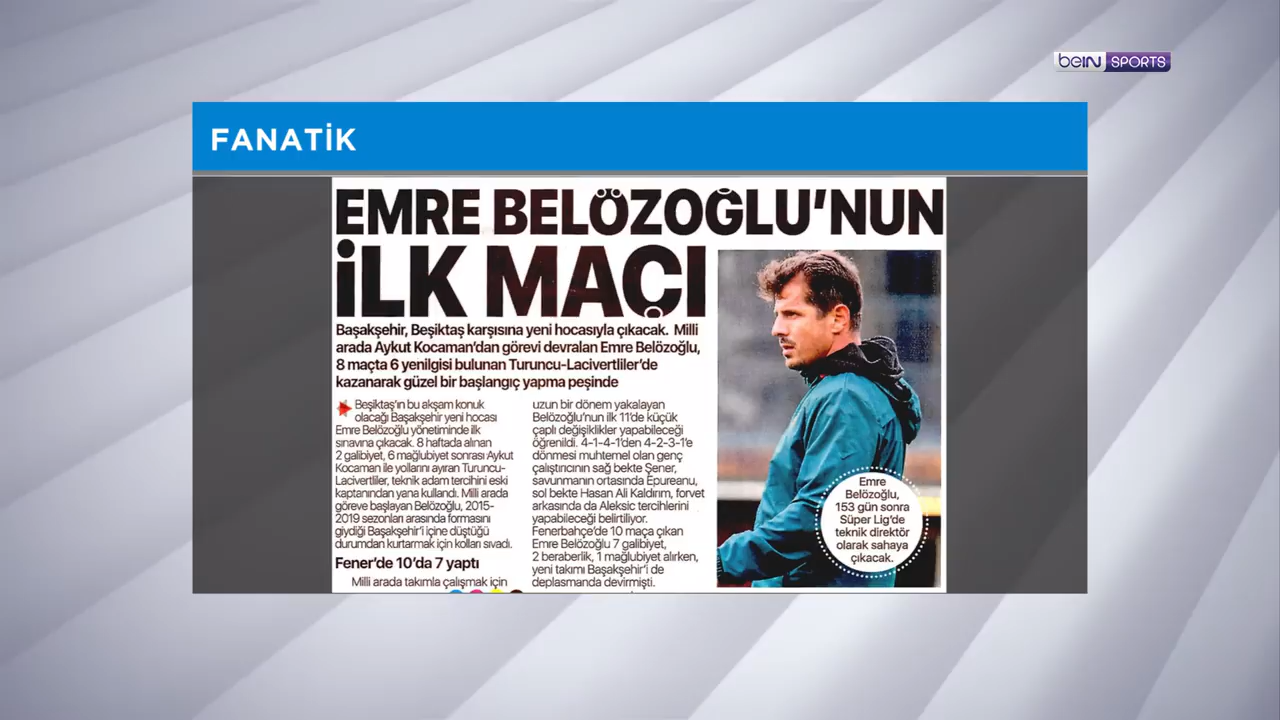 beIN SPORTS
FANATİK
EMRE BELÖZOĞLU’NUN
İLK MAÇI
Başakşehir, Beşiktaş karşısına yeni hocasıyla çıkacak. Milli
arada Aykut Kocaman’dan görevi devralan Emre Belözoğlu,
8 maçta 6 yenilgisi bulunan Turuncu-Lacivertliler’de
kazanarak güzel bir başlangıç yapma peşinde
Beşiktaş’ın bu akşam konuk
olacağı Başakşehir yeni hocası
Emre Belözoğlu yönetiminde ilk
sınavına çıkacak. 8 haftada alınan
2 galibiyet, 6 mağlubiyet sonrası Aykut
Kocaman ile yollarını ayıran Turuncu-
Lacivertliler, teknik adam tercihini eski
kaptanından yana kullandı. Milli arada
göreve başlayan Belözoğlu, 2015-
2019 sezonları arasında formasını
giydiği Başakşehir’i içine düştüğü
durumdan kurtarmak için kolları sıvadı.
Fener’de 10’da 7 yaptı
Milli arada takımla çalışmak için
uzun bir dönem yakalayan
Belözoğlu’nun ilk 11’de küçük
çaplı değişiklikler yapabileceği
öğrenildi. 4-1-4-1’den 4-2-3-1’e
dönmesi muhtemel olan genç
çalıştırıcının sağ bekte Şener,
savunmanın ortasında Epureanu,
sol bekte Hasan Ali Kaldırım, forvet
arkasında da Aleksic tercihlerini
yapabileceği belirtiliyor.
Fenerbahçe’de 10 maça çıkan
Emre Belözoğlu 7 galibiyet,
2 beraberlik, 1 mağlubiyet alırken,
yeni takımı Başakşehir’i de
deplasmanda devirmişti.
Emre
Belözoğlu,
153 gün sonra
Süper Lig’de
teknik direktör
olarak sahaya
çıkacak.